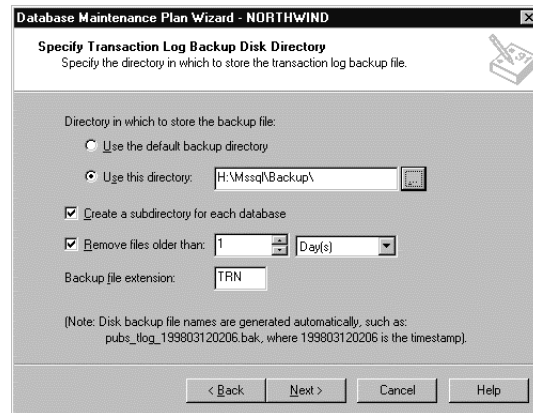 Database Maintenance Plan Wizard - NORTHWIND
Specify Transaction Log Backup Disk Directory
Specify the directory in which to store the transaction log backup file.
Directory in which to store the backup file:
Use the default backup directory
Use this directory: H:\Mssql\Backup\ ...
Create a subdirectory for each database
Remove files older than: 1 Day(s)
Backup file extension: TRN
(Note: Disk backup file names are generated automatically, such as:
pubs_tlog_199803120206.bak, where 199803120206 is the timestamp).
< Back Next > Cancel Help